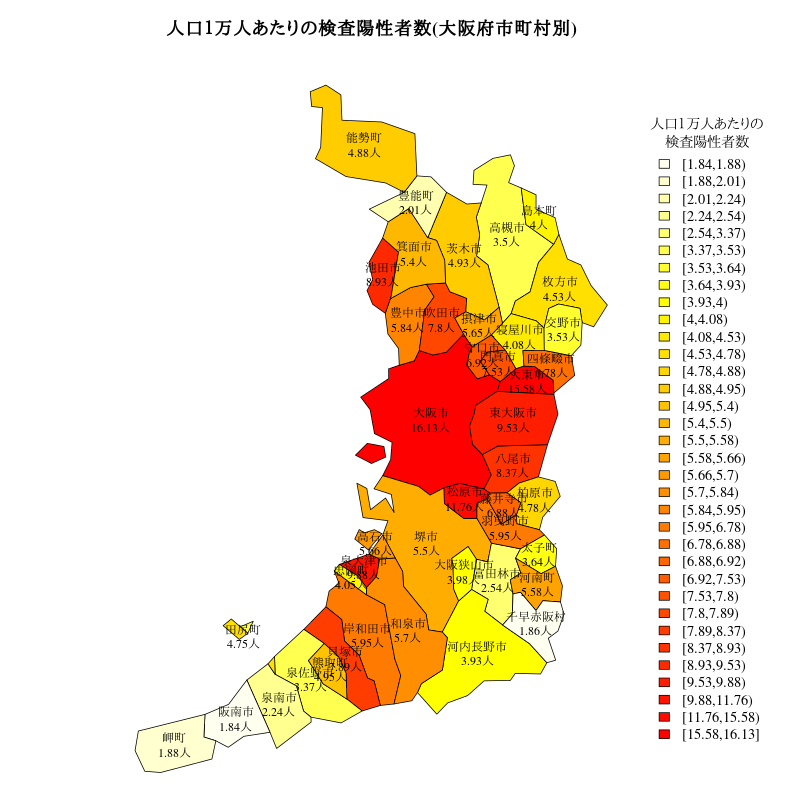 人口1万人あたりの検査陽性者数(大阪府市町村別)
能勢町
4.88人
豊能町
2.01人
島本町
4人
高槻市
3.5人
箕面市
5.4人
茨木市
4.93人
池田市
8.93人
枚方市
4.53人
豊中市
5.84人
吹田市
7.8人
摂津市
5.65人
寝屋川市
4.08人
交野市
3.53人
守口市
6.92人
門真市
7.53人
四條畷市
大東市
15.58人
大阪市
16.13人
東大阪市
9.53人
八尾市
8.37人
松原市
11.76人
藤井寺市
6.88人
柏原市
4.78人
羽曳野市
5.95人
高石市
5.66人
堺市
5.5人
太子町
3.64人
泉大津市
9.88人
忠岡町
4.05人
大阪狭山市
3.98人
富田林市
2.54人
河南町
5.58人
千早赤阪村
1.86人
田尻町
4.75人
岸和田市
5.95人
和泉市
5.7人
貝塚市
7.89人
河内長野市
3.93人
熊取町
4.95人
泉佐野市
3.37人
泉南市
2.24人
阪南市
1.84人
岬町
1.88人
人口1万人あたりの
検査陽性者数
[1.84,1.88)
[1.88,2.01)
[2.01,2.24)
[2.24,2.54)
[2.54,3.37)
[3.37,3.53)
[3.53,3.64)
[3.64,3.93)
[3.93,4)
[4,4.08)
[4.08,4.53)
[4.53,4.78)
[4.78,4.88)
[4.88,4.95)
[4.95,5.4)
[5.4,5.5)
[5.5,5.58)
[5.58,5.66)
[5.66,5.7)
[5.7,5.84)
[5.84,5.95)
[5.95,6.78)
[6.78,6.88)
[6.88,6.92)
[6.92,7.53)
[7.53,7.8)
[7.8,7.89)
[7.89,8.37)
[8.37,8.93)
[8.93,9.53)
[9.53,9.88)
[9.88,11.76)
[11.76,15.58)
[15.58,16.13]